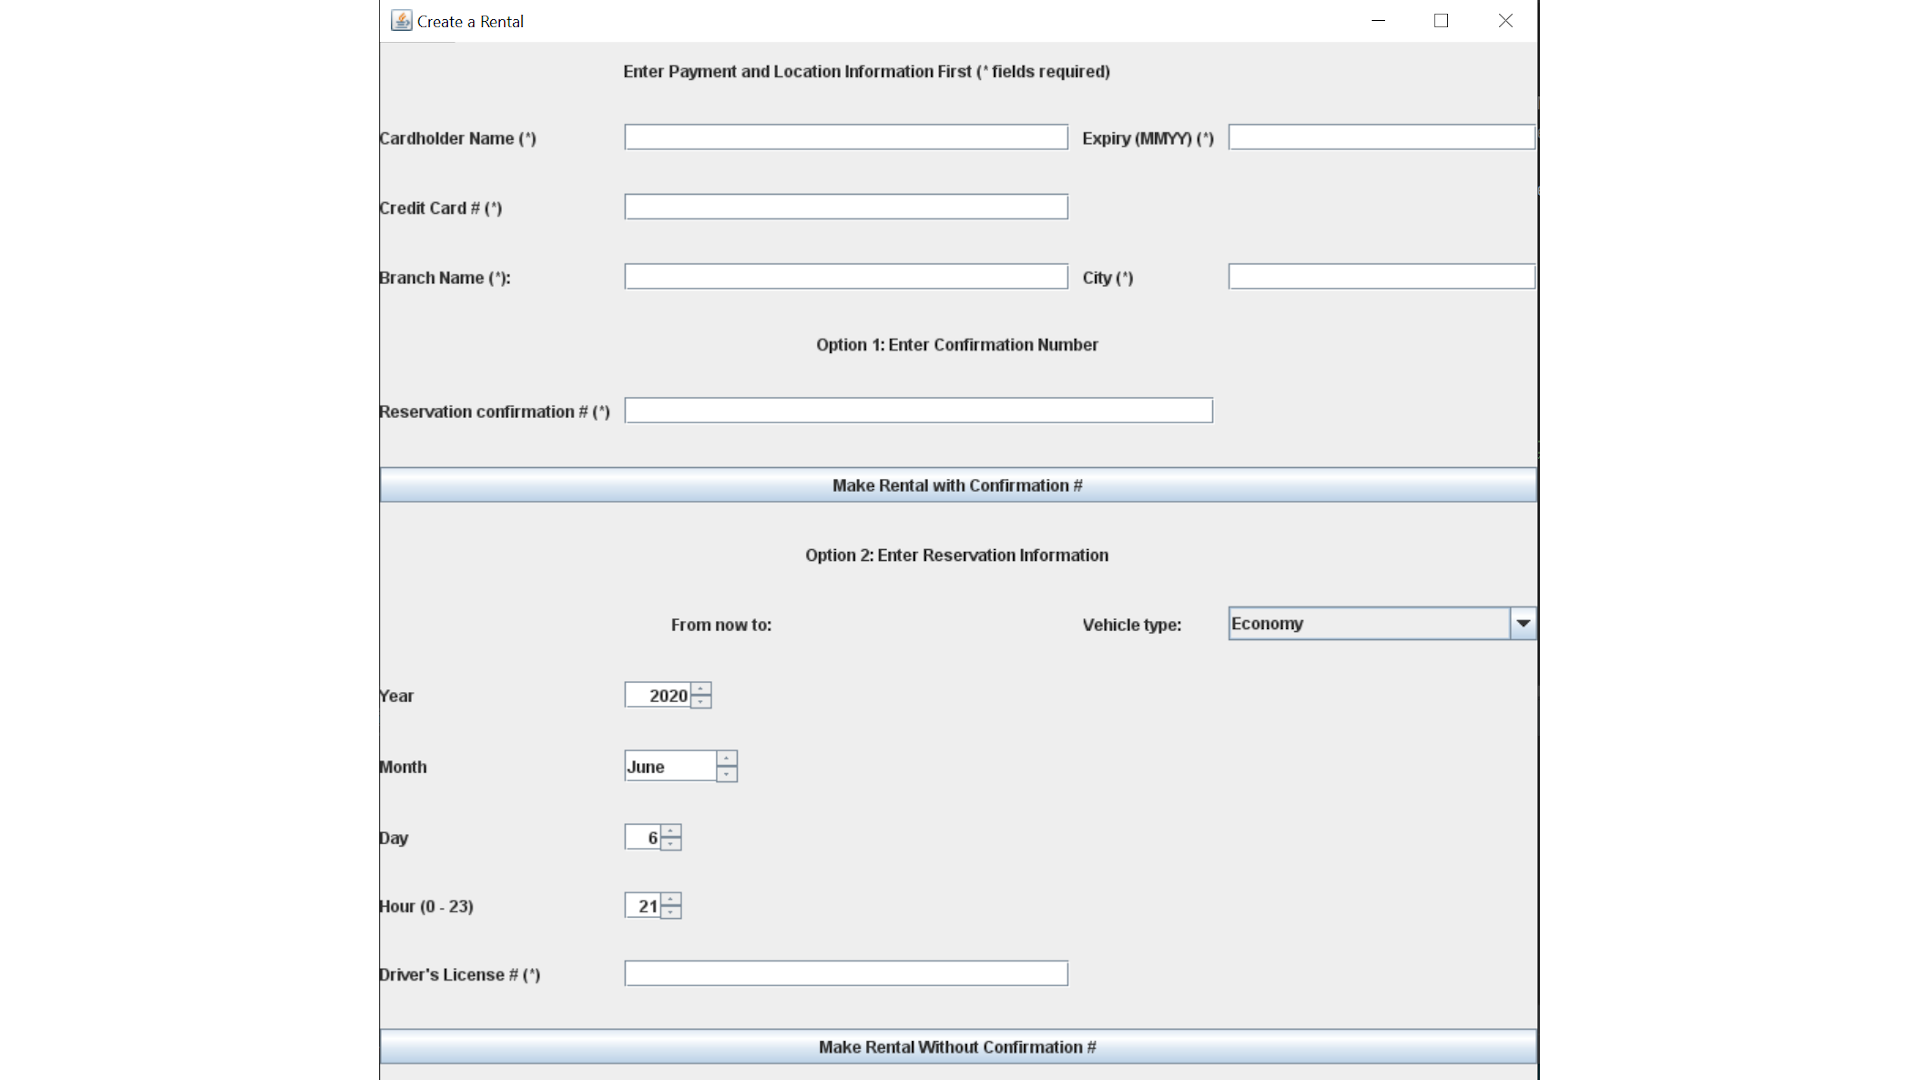 Create a Rental
Enter Payment and Location Information First (* fields required)
Cardholder Name (*) Expiry (MMYY) (*)
Credit Card # (*)
Branch Name (*): City (*)
Option 1: Enter Confirmation Number
Reservation confirmation # (*)
Make Rental with Confirmation #
Option 2: Enter Reservation Information
From now to: Vehicle type: Economy
Year 2020
Month June
Day 6
Hour (0 - 23) 21
Driver's License # (*)
Make Rental Without Confirmation #